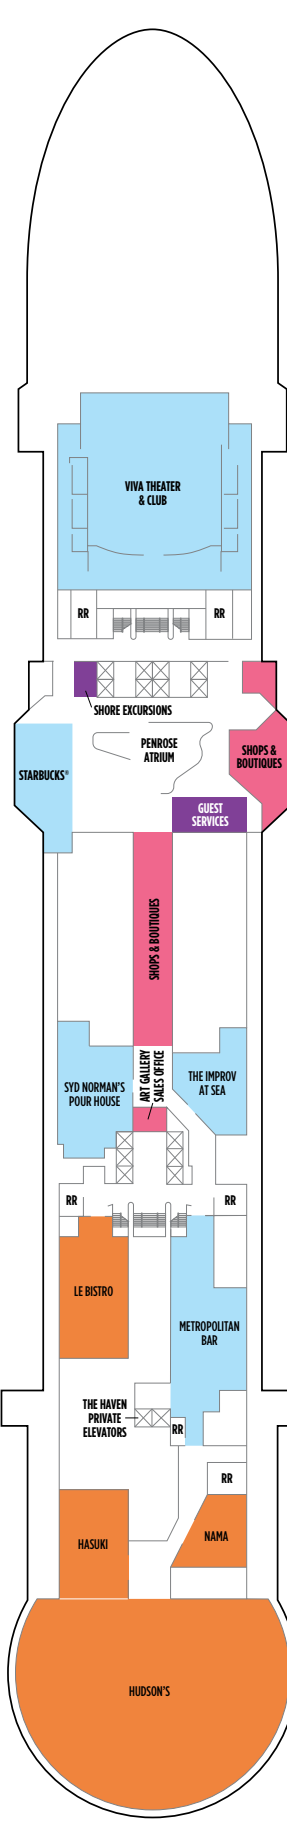 VIVA THEATER
& CLUB
RR
RR
SHORE EXCURSIONS
PENROSE
ATRIUM
SHOPS &
BOUTIQUES
STARBUCKS®
GUEST
SERVICES
SHOPS & BOUTIQUES
ART GALLERY
SALES OFFICE
SYD NORMAN'S
POUR HOUSE
THE IMPROV
AT SEA
RR
RR
LE BISTRO
METROPOLITAN
BAR
THE HAVEN
PRIVATE
ELEVATORS
RR
RR
HASUKI
NAMA
HUDSON'S